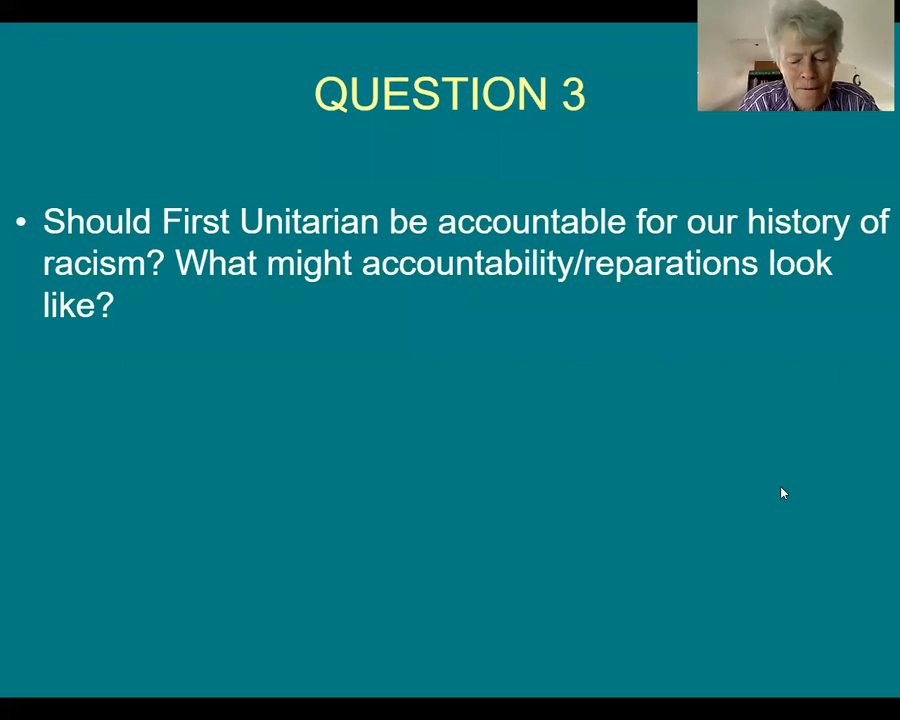 QUESTION 3
• Should First Unitarian be accountable for our history of
racism? What might accountability/reparations look
like?